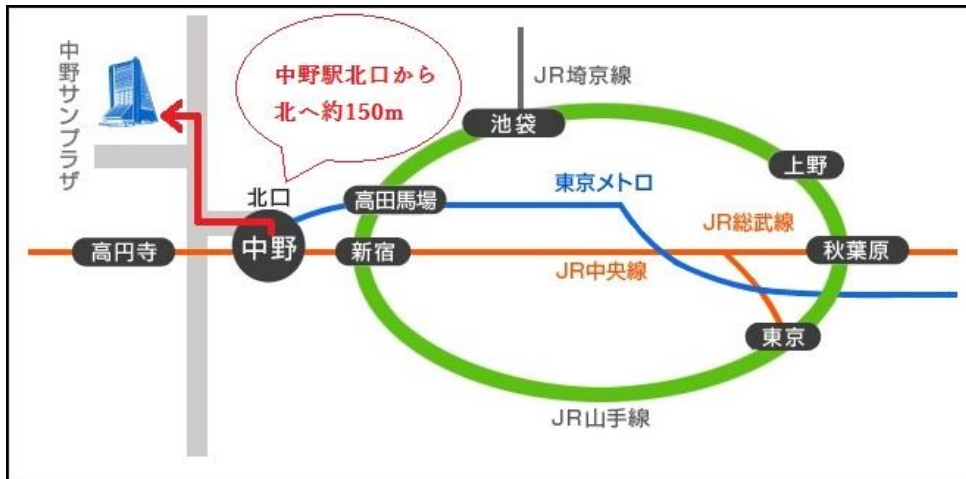 中野サンプラザ
中野駅北口から
北へ約150m
JR埼京線
池袋
上野
北口
高田馬場
東京メトロ
JR総武線
高円寺
中野
新宿
JR中央線
秋葉原
東京
JR山手線